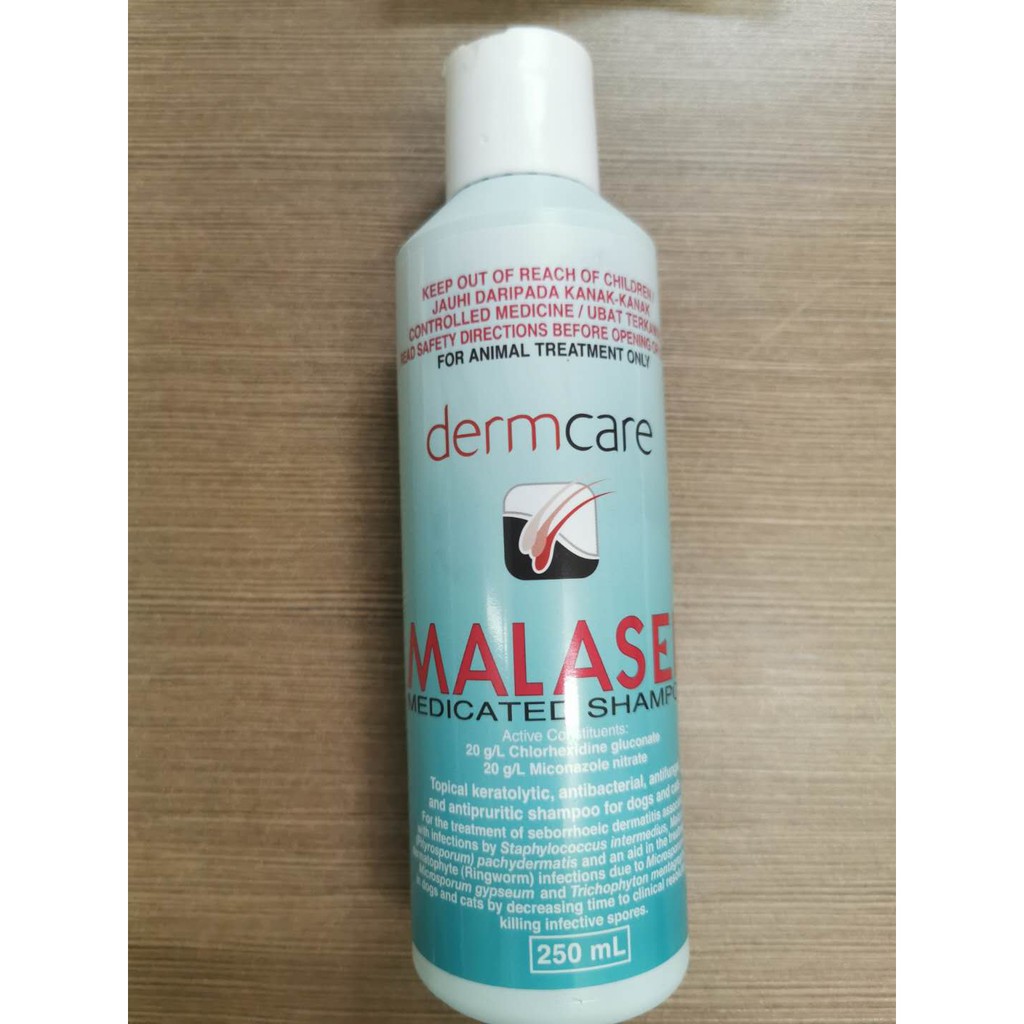 KEEP OUT OF REACH OF CHILDREN /
JAUHI DARIPADA KANAK-KANAK
CONTROLLED MEDICINE / UBAT
READ SAFETY DIRECTIONS BEFORE OPENING
FOR ANIMAL TREATMENT ONLY
dermcare
MALASE
MEDICATED SHAMPO
Active Constituents:
20 g/L Chlorhexidine gluconate
20 g/L Miconazole nitrate
Topical keratolytic, antibacterial, antifungal
and antipruritic shampoo for dogs and cats
For the treatment of seborrhoeic dermatitis
with infections by Staphylococcus intermedius,
pachydermatis and an aid in the
(Ringworm) infections due to
Microsporum gypseum and Trichophyton
in dogs and cats by decreasing time to clinical
killing infective spores.
250 mL